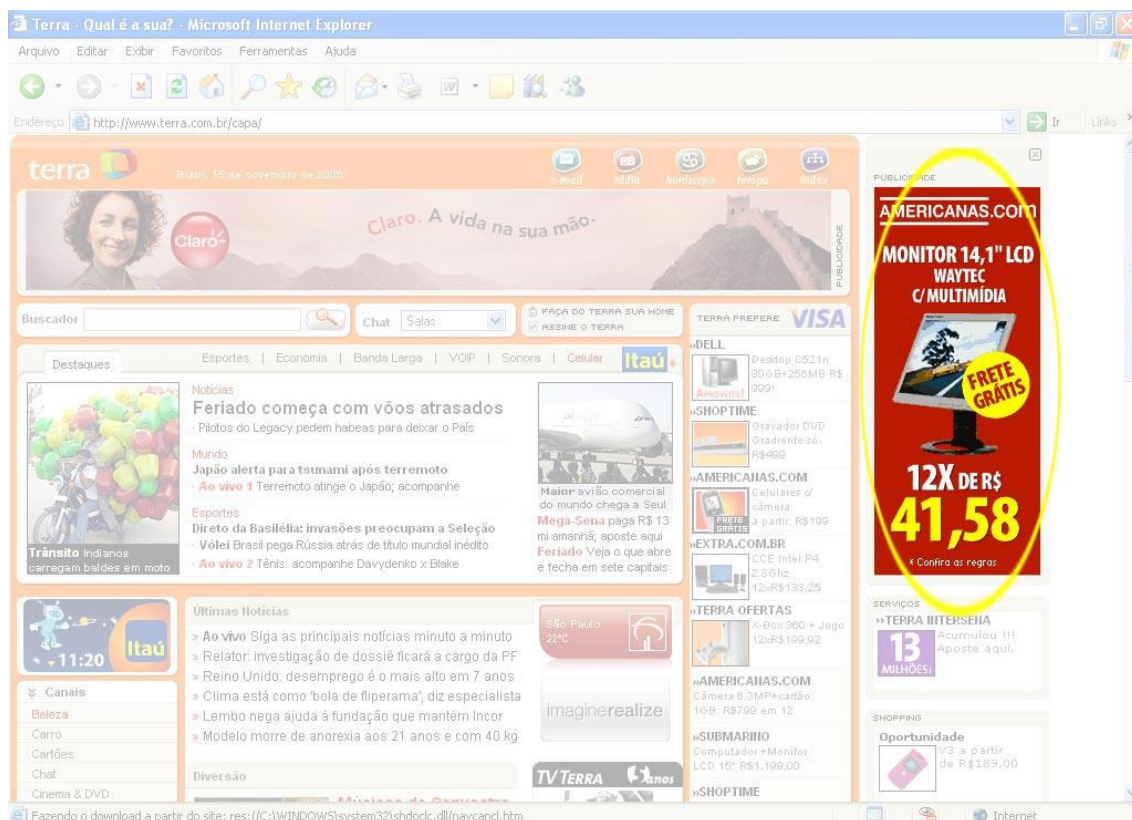 Terra - Qual é a sua? - Microsoft Internet Explorer
Arquivo Editar Exibir Favoritos Ferramentas Ajuda
Endereço http://www.terra.com.br/capa/ Ir Links
terra
Brasil, 15 de novembro de 2006
e-mail rádio horóscopo tempo índice
Claro
Claro. A vida na sua mão.
PUBLICIDADE
Buscador
Chat Salas
FAÇA DO TERRA SUA HOME
ASSINE O TERRA
Destaques
Esportes | Economia | Banda Larga | VOIP | Sonora | Celular Itaú
Trânsito Indianos
carregam baldes em moto
Notícias
Feriado começa com vôos atrasados
· Pilotos do Legacy pedem habeas para deixar o País
Mundo
Japão alerta para tsunami após terremoto
· Ao vivo 1 Terremoto atinge o Japão; acompanhe
Esportes
Direto da Basiléia: invasões preocupam a Seleção
· Vôlei Brasil pega Rússia atrás de título mundial inédito
· Ao vivo 2 Tênis: acompanhe Davydenko x Blake
Maior avião comercial
do mundo chega a Seul
Mega-Sena paga R$ 13
mi amanhã; aposte aqui
Feriado Veja o que abre
e fecha em sete capitais
11:20 Itaú
Canais
Beleza
Carro
Cartões
Chat
Cinema & DVD
Últimas Notícias
» Ao vivo Siga as principais notícias minuto a minuto
» Relator: investigação de dossiê ficará a cargo da PF
» Reino Unido: desemprego é o mais alto em 7 anos
» Clima está como 'bola de fliperama', diz especialista
» Lembo nega ajuda à fundação que mantém Incor
» Modelo morre de anorexia aos 21 anos e com 40 kg
Diversão
São Paulo
22°C
imaginerealize
TV TERRA anos
TERRA PREFERE VISA
»DELL
Desktop C521n
80GB+256MB R$
999!
APROVEITE!
»SHOPTIME
Gravador DVD
Gradiente só
R$499
»AMERICANAS.COM
Celulares c/
câmera
a partir: R$199
FRETE
GRÁTIS
»EXTRA.COM.BR
CCE Intel P4
2.8Ghz
12xR$133,25
»TERRA OFERTAS
X-Box 360 + Jogo
12xR$199,92
»AMERICANAS.COM
Câmera 6.3MP+cartão
1GB: R$799 em 12
»SUBMARINO
Computador +Monitor
LCD 15" R$1.199,00
»SHOPTIME
PUBLICIDADE
AMERICANAS.com
MONITOR 14,1" LCD
WAYTEC
C/ MULTIMÍDIA
FRETE
GRÁTIS
12X DE R$
41,58
* Confira as regras
SERVIÇOS
»TERRA INTERSENA
13
MILHÕES!
Acumulou !!!
Aposte aqui.
SHOPPING
Oportunidade
V3 a partir
de R$189,00
Fazendo o download a partir do site: res://C:\WINDOWS\system32\shdoclc.dll/navcancl.htm
Internet